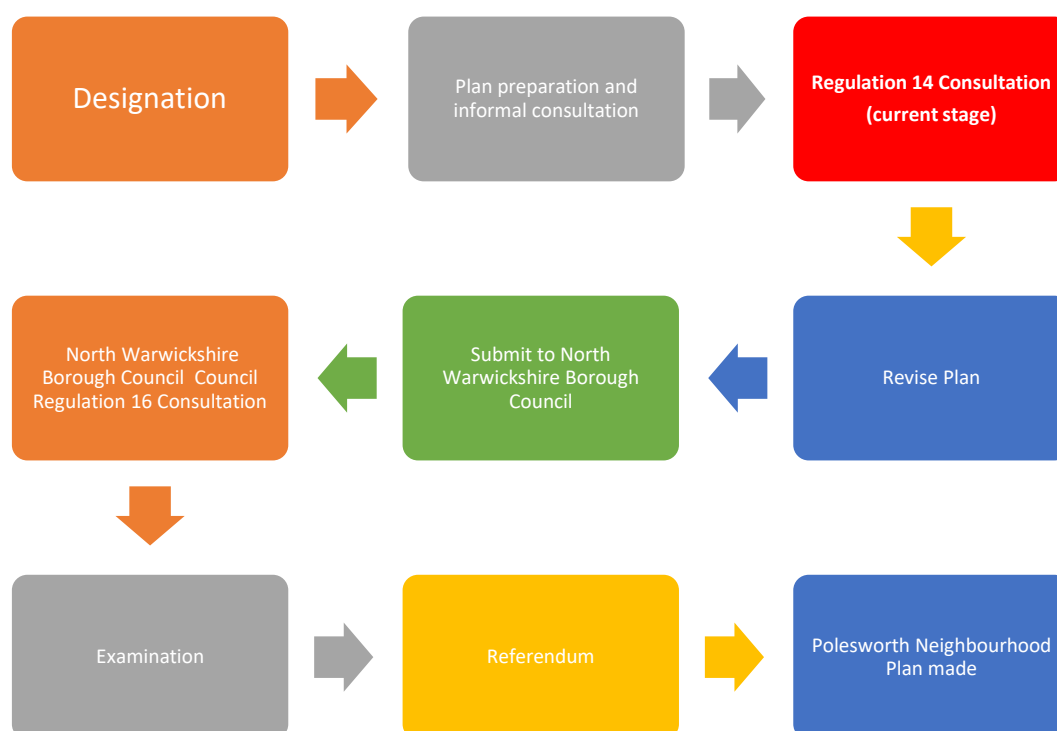 Designation
Plan preparation and
informal consultation
Regulation 14 Consultation
(current stage)
Revise Plan
Submit to North
Warwickshire Borough
Council
North Warwickshire
Borough Council Council
Regulation 16 Consultation
Examination
Referendum
Polesworth Neighbourhood
Plan made